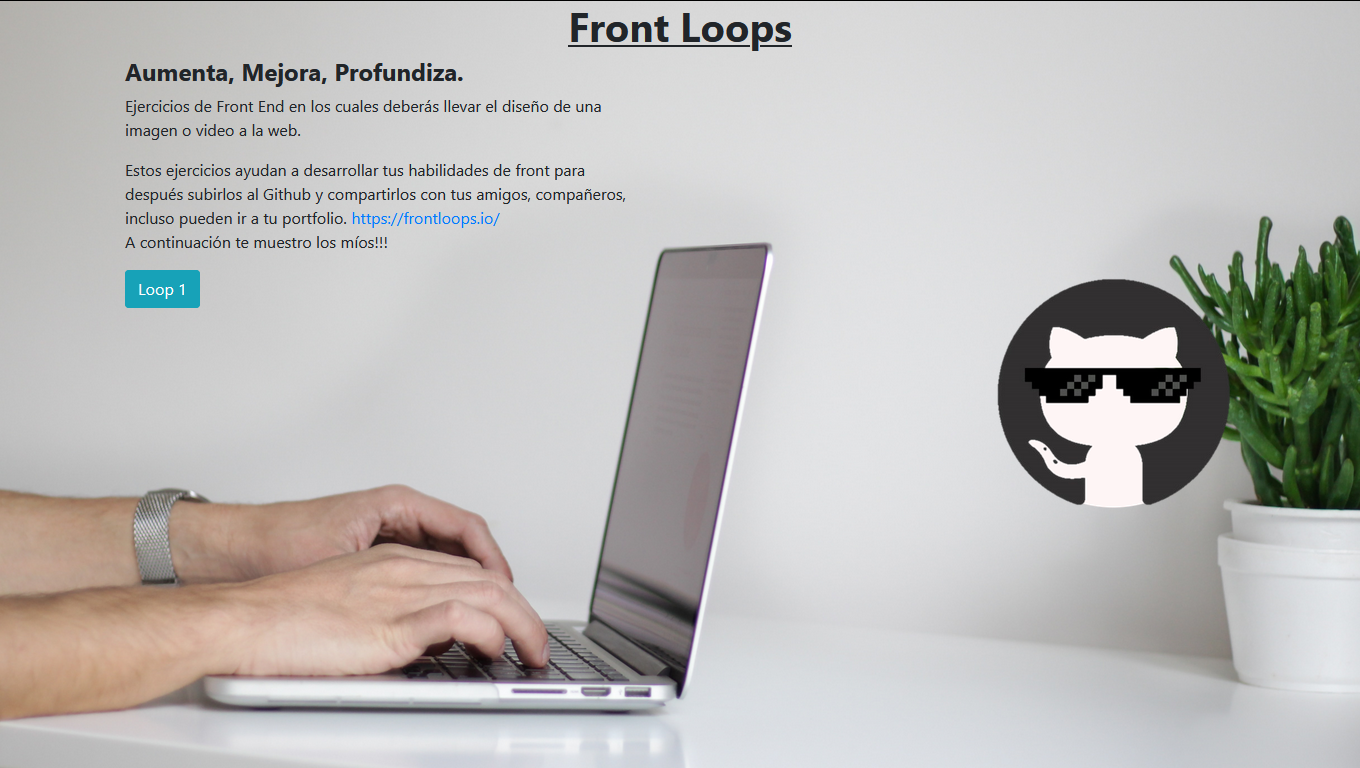 Front Loops
Aumenta, Mejora, Profundiza.
Ejercicios de Front End en los cuales deberás llevar el diseño de una
imagen o video a la web.
Estos ejercicios ayudan a desarrollar tus habilidades de front para
después subirlos al Github y compartirlos con tus amigos, compañeros,
incluso pueden ir a tu portfolio. https://frontloops.io/
A continuación te muestro los míos!!!
Loop 1